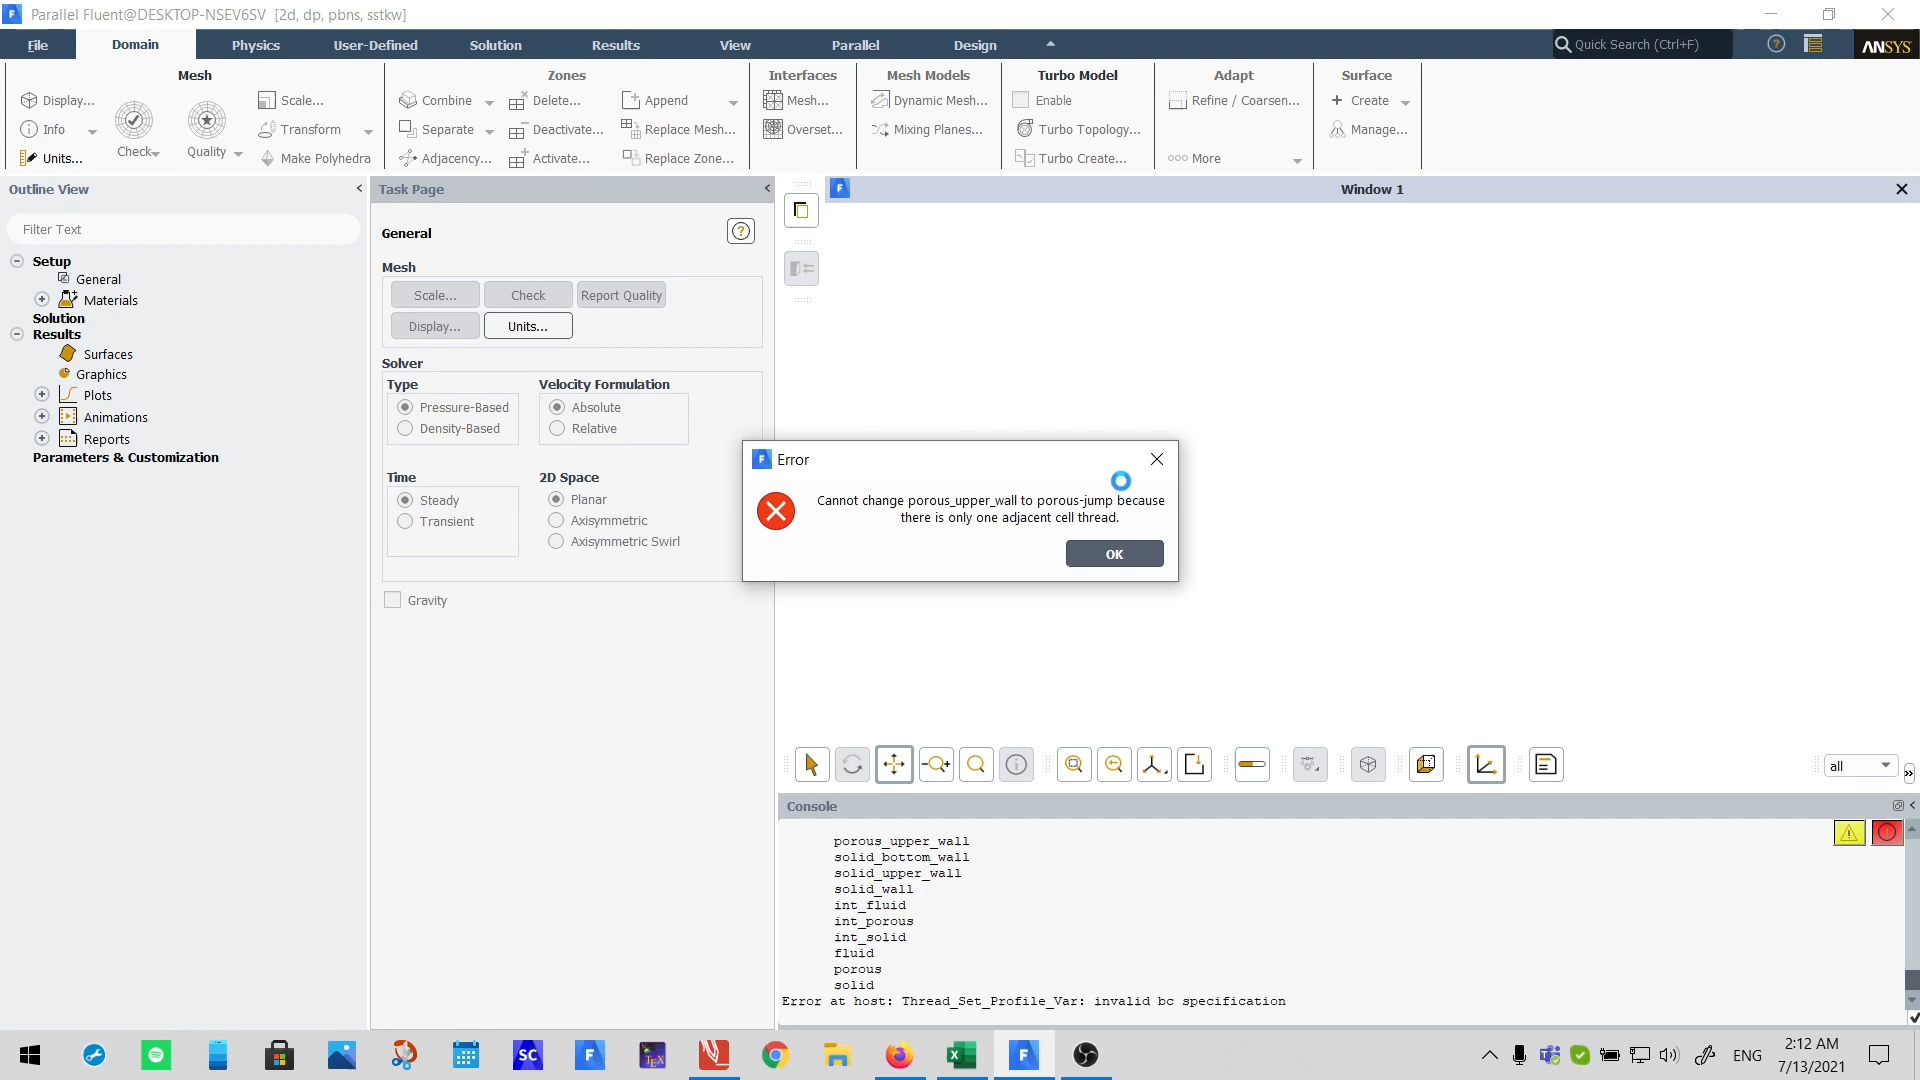 Parallel Fluent@DESKTOP-NSEV6SV [2d, dp, pbns, sstkw]
File
Domain
Physics
User-Defined
Solution
Results
View
Parallel
Design
Quick Search (Ctrl+F)
ANSYS
Mesh
Display...
Info
Units...
Check
Quality
Scale...
Transform
Make Polyhedra
Zones
Combine
Separate
Adjacency...
Delete...
Deactivate...
Activate...
Append
Replace Mesh...
Replace Zone...
Interfaces
Mesh...
Overset...
Mesh Models
Dynamic Mesh...
Mixing Planes...
Turbo Model
Enable
Turbo Topology...
Turbo Create...
Adapt
Refine / Coarsen...
More
Surface
Create
Manage...
Outline View
Filter Text
Setup
General
Materials
Solution
Results
Surfaces
Graphics
Plots
Animations
Reports
Parameters & Customization
Task Page
General
Mesh
Scale...
Check
Report Quality
Display...
Units...
Solver
Type
Pressure-Based
Density-Based
Velocity Formulation
Absolute
Relative
Time
Steady
Transient
2D Space
Planar
Axisymmetric
Axisymmetric Swirl
Gravity
Window 1
Error
Cannot change porous_upper_wall to porous-jump because
there is only one adjacent cell thread.
OK
all
Console
porous_upper_wall
solid_bottom_wall
solid_upper_wall
solid_wall
int_fluid
int_porous
int_solid
fluid
porous
solid
Error at host: Thread_Set_Profile_Var: invalid bc specification
SC
F
TEX
F
ENG
2:12 AM
7/13/2021